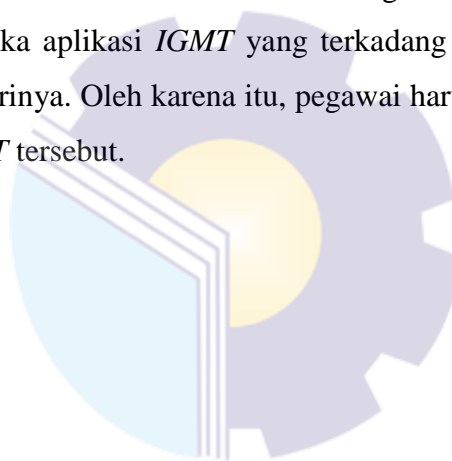 ka aplikasi IGMT yang terkadang
rinya. Oleh karena itu, pegawai har
T tersebut.